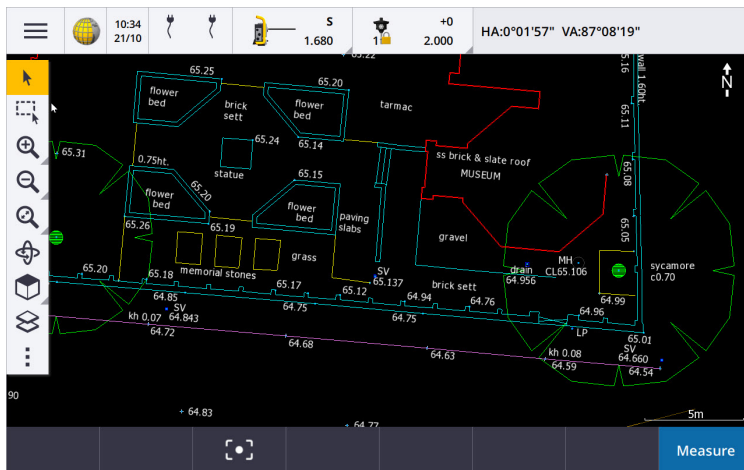 10:34
21/10
S
1.680
1
+0
2.000
HA:0°01'57" VA:87°08'19"
65.22
65.16
wall 1.60ht.
N
65.25
65.20
flower
bed
brick
sett
flower
bed
tarmac
65.11
65.24
65.14
65.31
0.75ht.
statue
65.15
ss brick & slate roof
MUSEUM
65.08
flower
bed
65.20
flower
bed
paving
slabs
65.26
65.19
65.05
gravel
grass
memorial stones
SV
65.137
drain
64.956
MH
CL65.106
sycamore
c0.70
65.20
65.18
65.17
65.12
brick sett
64.94
64.76
64.99
64.85
64.75
64.75
64.96
kh 0.07
SV
64.843
64.72
LP
65.01
64.68
64.63
kh 0.08
64.59
SV
64.660
64.54
90
64.83
64.77
5m
Measure